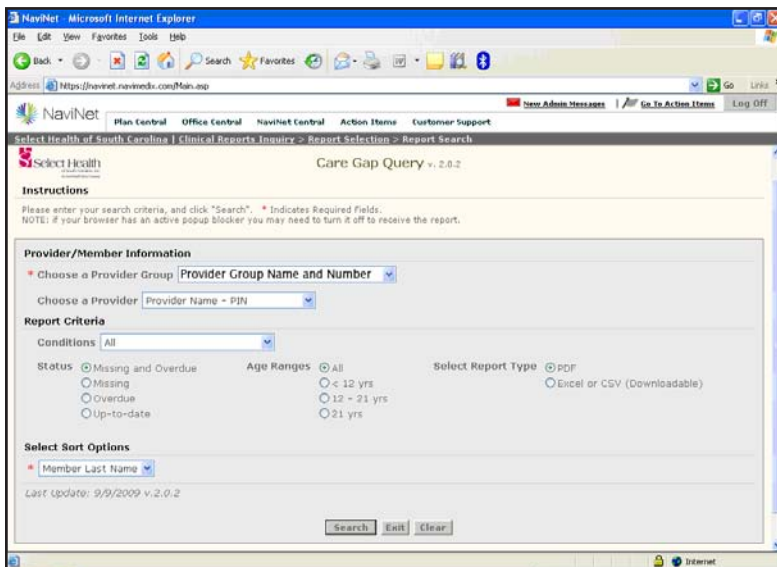 NaviNet - Microsoft Internet Explorer
File Edit View Favorites Tools Help
Back Search Favorites
Address https://navinet.navimedix.com/Main.asp Go Links
NaviNet New Admin Messages | Go To Action Items Log Off
Plan Central Office Central NaviNet Central Action Items Customer Support
Select Health of South Carolina | Clinical Reports Inquiry > Report Selection > Report Search
Select Health Care Gap Query v. 2.0.2
Instructions
Please enter your search criteria, and click "Search". * Indicates Required Fields.
NOTE: if your browser has an active popup blocker you may need to turn it off to receive the report.
Provider/Member Information
* Choose a Provider Group Provider Group Name and Number
Choose a Provider Provider Name - PIN
Report Criteria
Conditions All
Status Missing and Overdue Age Ranges All Select Report Type PDF
Missing < 12 yrs Excel or CSV (Downloadable)
Overdue 12 - 21 yrs
Up-to-date 21 yrs
Select Sort Options
* Member Last Name
Last Update: 9/9/2009 v.2.0.2
Search Exit Clear
Internet